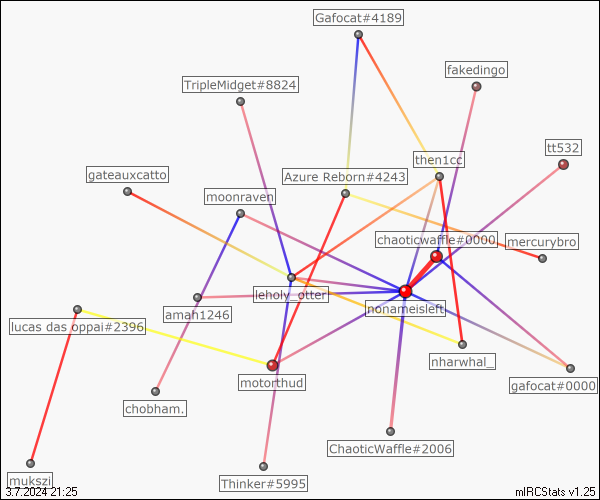 Gafocat#4189
fakedingo
TripleMidget#8824
tt532
then1cc
gateauxcatto
Azure Reborn#4243
moonraven
chaoticwaffle#0000
mercurybro
leholy_otter
nonameisleft
amah1246
lucas das oppai#2396
nharwhal_
motorthud
gafocat#0000
chobham.
ChaoticWaffle#2006
mukszi
Thinker#5995
3.7.2024 21:25
mIRCStats v1.25